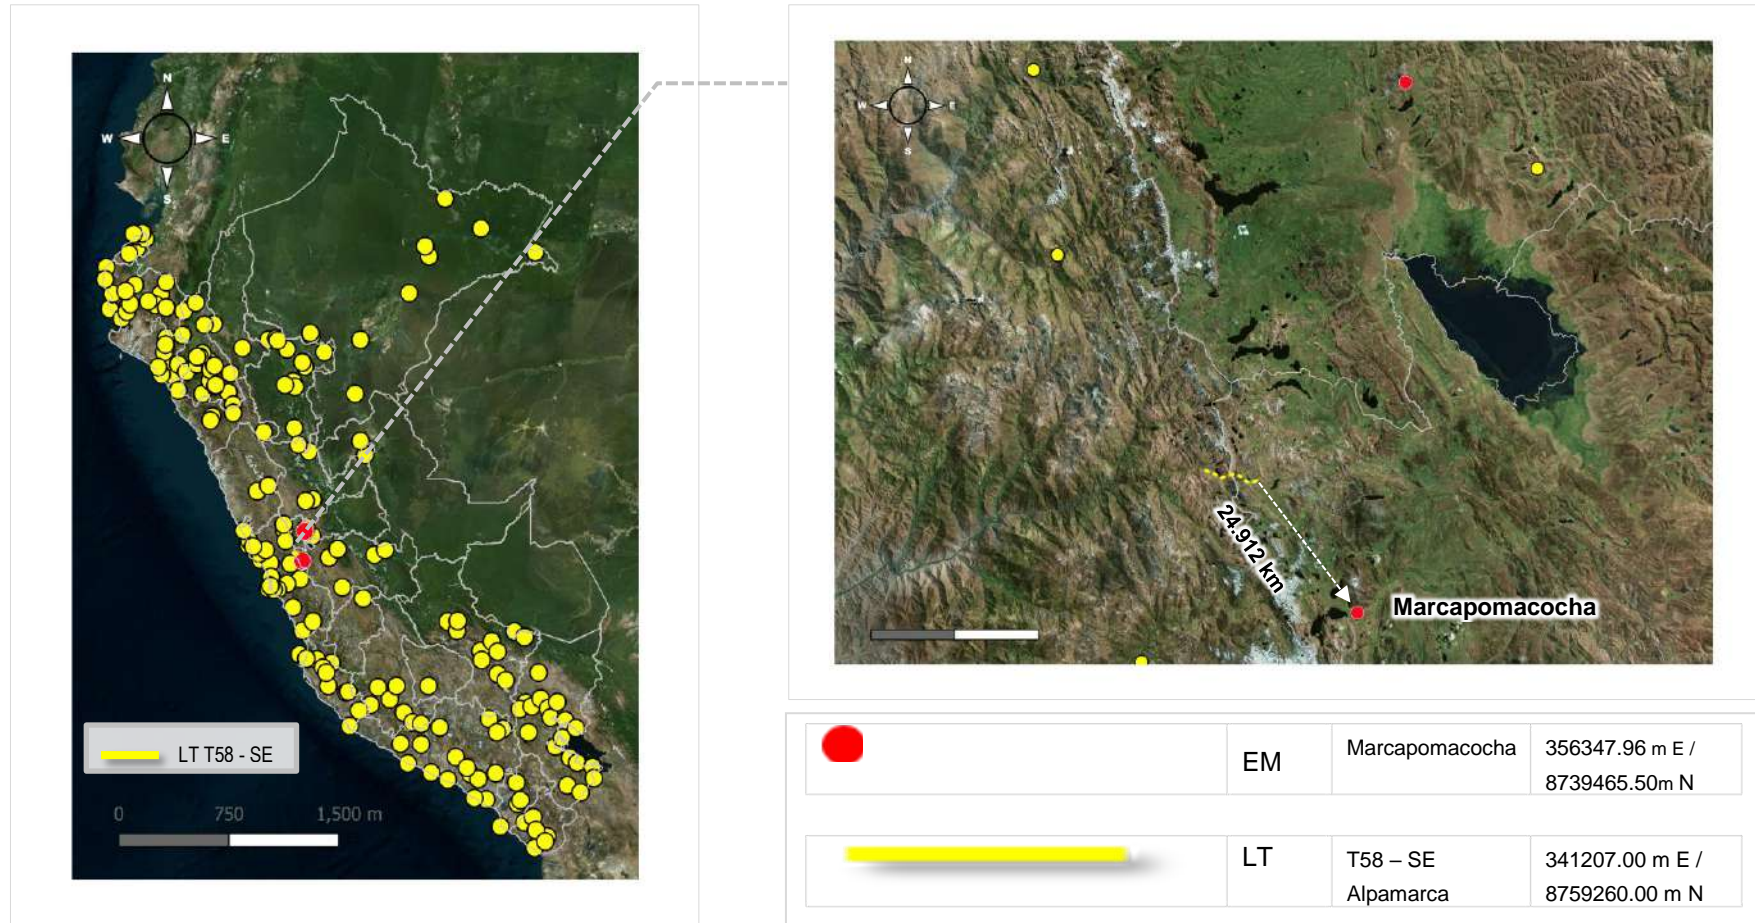 N
W
E
S
LT T58 - SE
0 750 1,500 m
N
W
E
S
24.912 km
Marcapomacocha
EM
Marcapomacocha
356347.96 m E /
8739465.50m N
LT
T58 – SE
Alpamarca
341207.00 m E /
8759260.00 m N